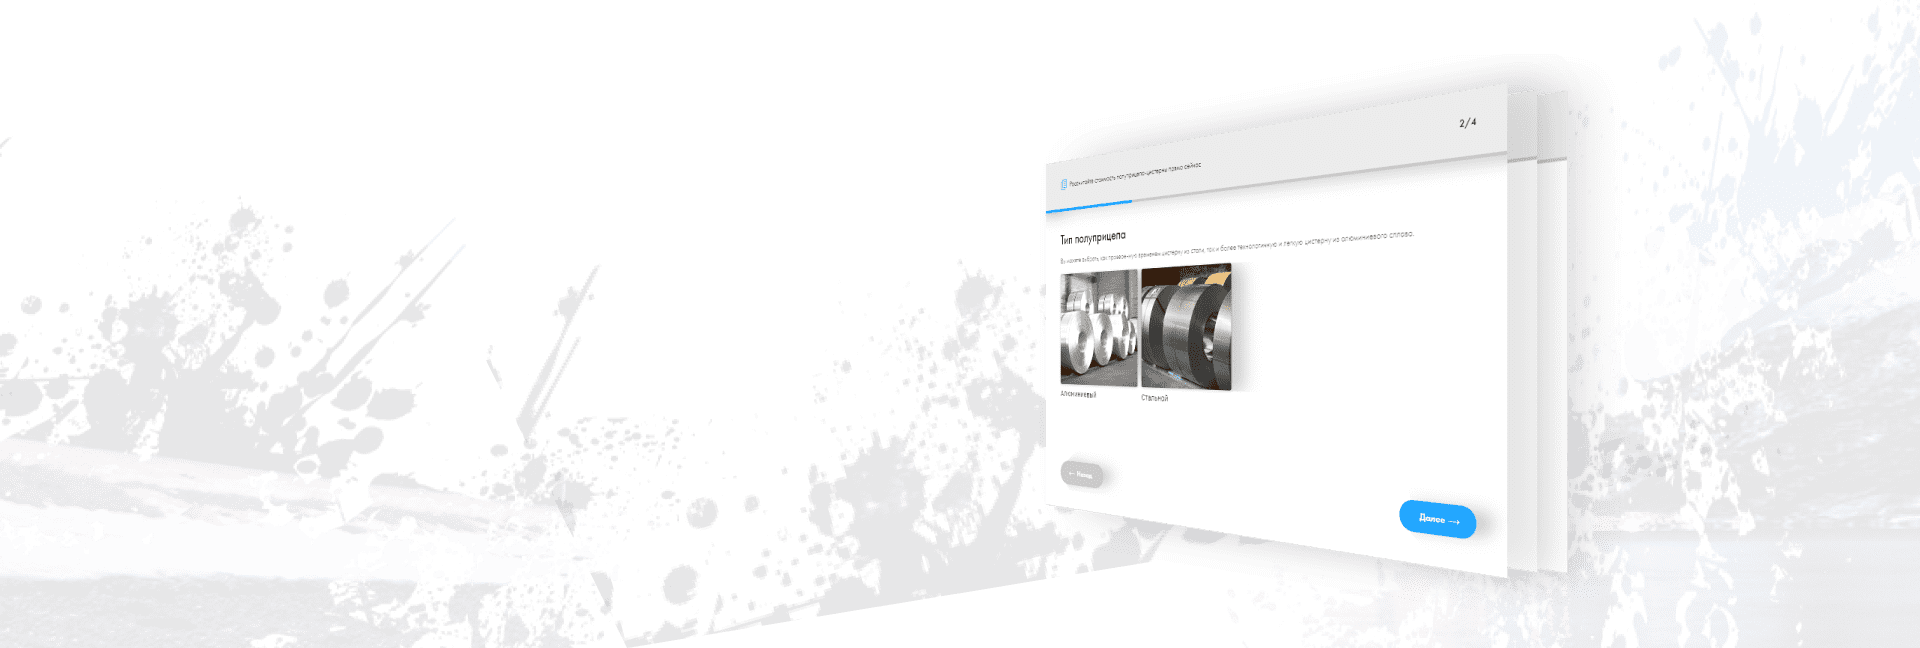 2/4
Рассчитайте стоимость полуприцепа-цистерны прямо сейчас
Тип полуприцепа
Вы можете выбрать, как проверенную временем цистерну из стали, так и более технологичную и легкую цистерну из алюминиевого сплава.
Алюминиевый
Стальной
← Назад
Далее →